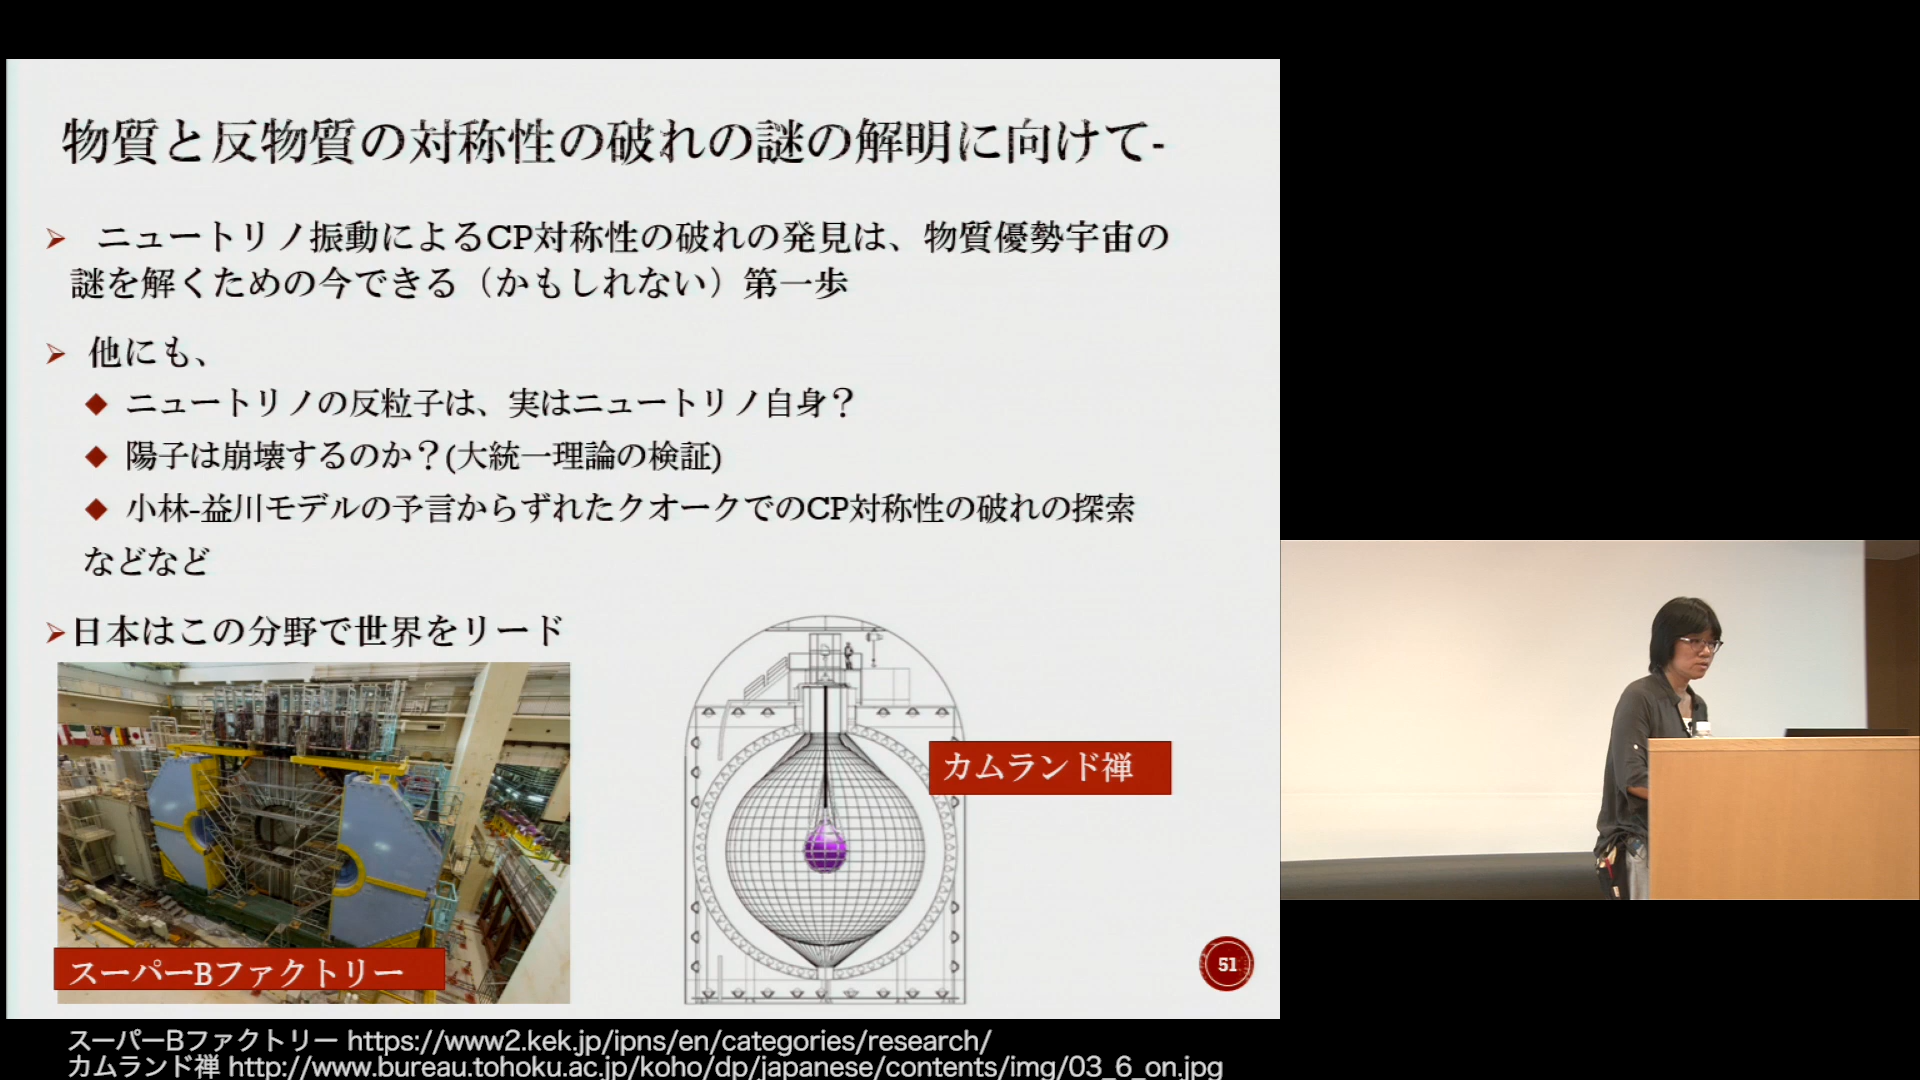 物質と反物質の対称性の破れの謎の解明に向けて-
➢ ニュートリノ振動によるCP対称性の破れの発見は、物質優勢宇宙の
謎を解くための今できる（かもしれない）第一歩
➢ 他にも、
◆ ニュートリノの反粒子は、実はニュートリノ自身？
◆ 陽子は崩壊するのか？(大統一理論の検証)
◆ 小林-益川モデルの予言からずれたクオークでのCP対称性の破れの探索
などなど
➢日本はこの分野で世界をリード
カムランド禅
スーパーBファクトリー
51
スーパーBファクトリー https://www2.kek.jp/ipns/en/categories/research/
カムランド禅 http://www.bureau.tohoku.ac.jp/koho/dp/japanese/contents/img/03_6_on.jpg